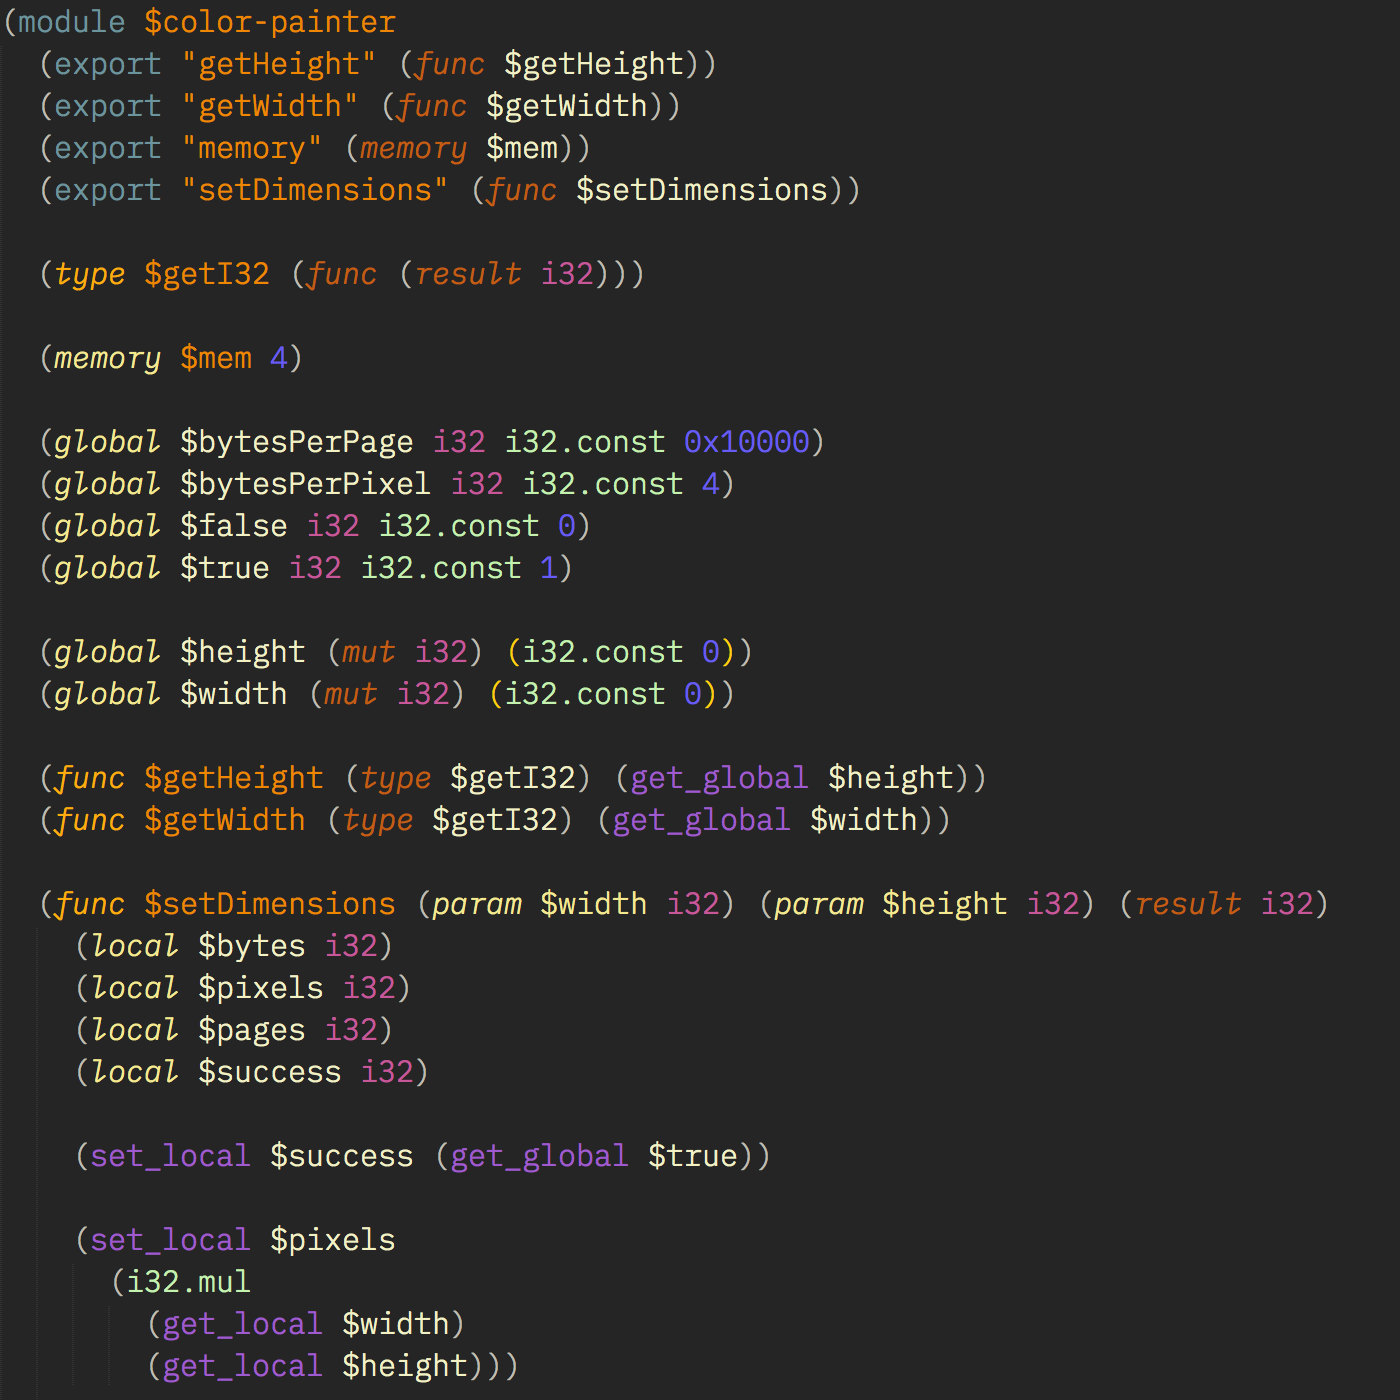 (module $color-painter
  (export "getHeight" (func $getHeight))
  (export "getWidth" (func $getWidth))
  (export "memory" (memory $mem))
  (export "setDimensions" (func $setDimensions))

  (type $getI32 (func (result i32)))

  (memory $mem 4)

  (global $bytesPerPage i32 i32.const 0x10000)
  (global $bytesPerPixel i32 i32.const 4)
  (global $false i32 i32.const 0)
  (global $true i32 i32.const 1)

  (global $height (mut i32) (i32.const 0))
  (global $width (mut i32) (i32.const 0))

  (func $getHeight (type $getI32) (get_global $height))
  (func $getWidth (type $getI32) (get_global $width))

  (func $setDimensions (param $width i32) (param $height i32) (result i32)
    (local $bytes i32)
    (local $pixels i32)
    (local $pages i32)
    (local $success i32)

    (set_local $success (get_global $true))

    (set_local $pixels
      (i32.mul
        (get_local $width)
        (get_local $height)))